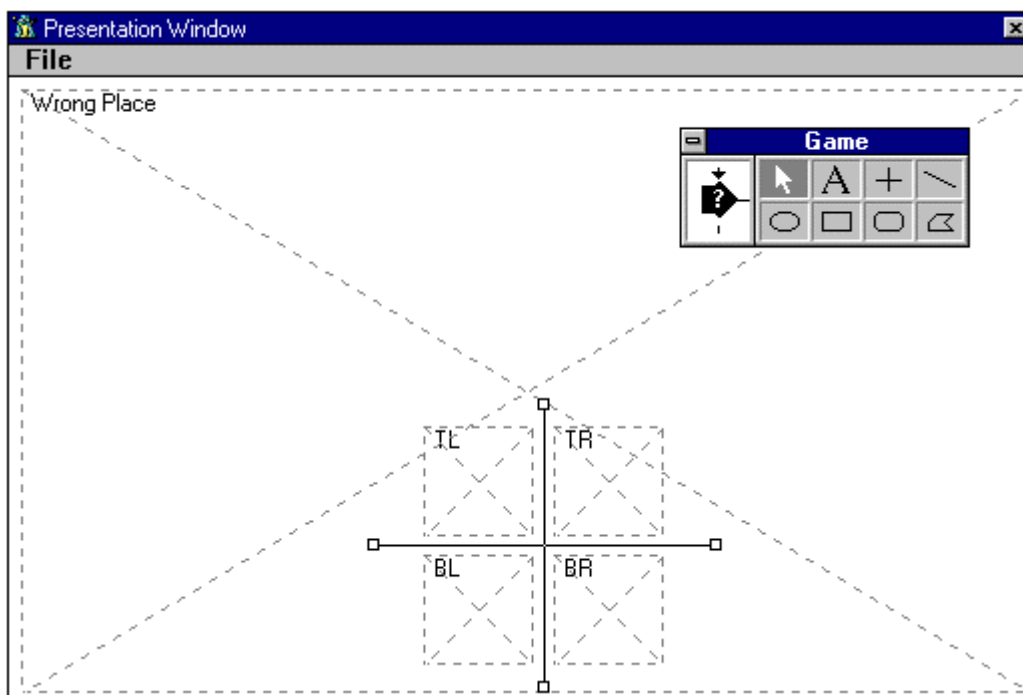 Presentation Window
File
Wrong Place
Game
?
A
TL
TR
BL
BR